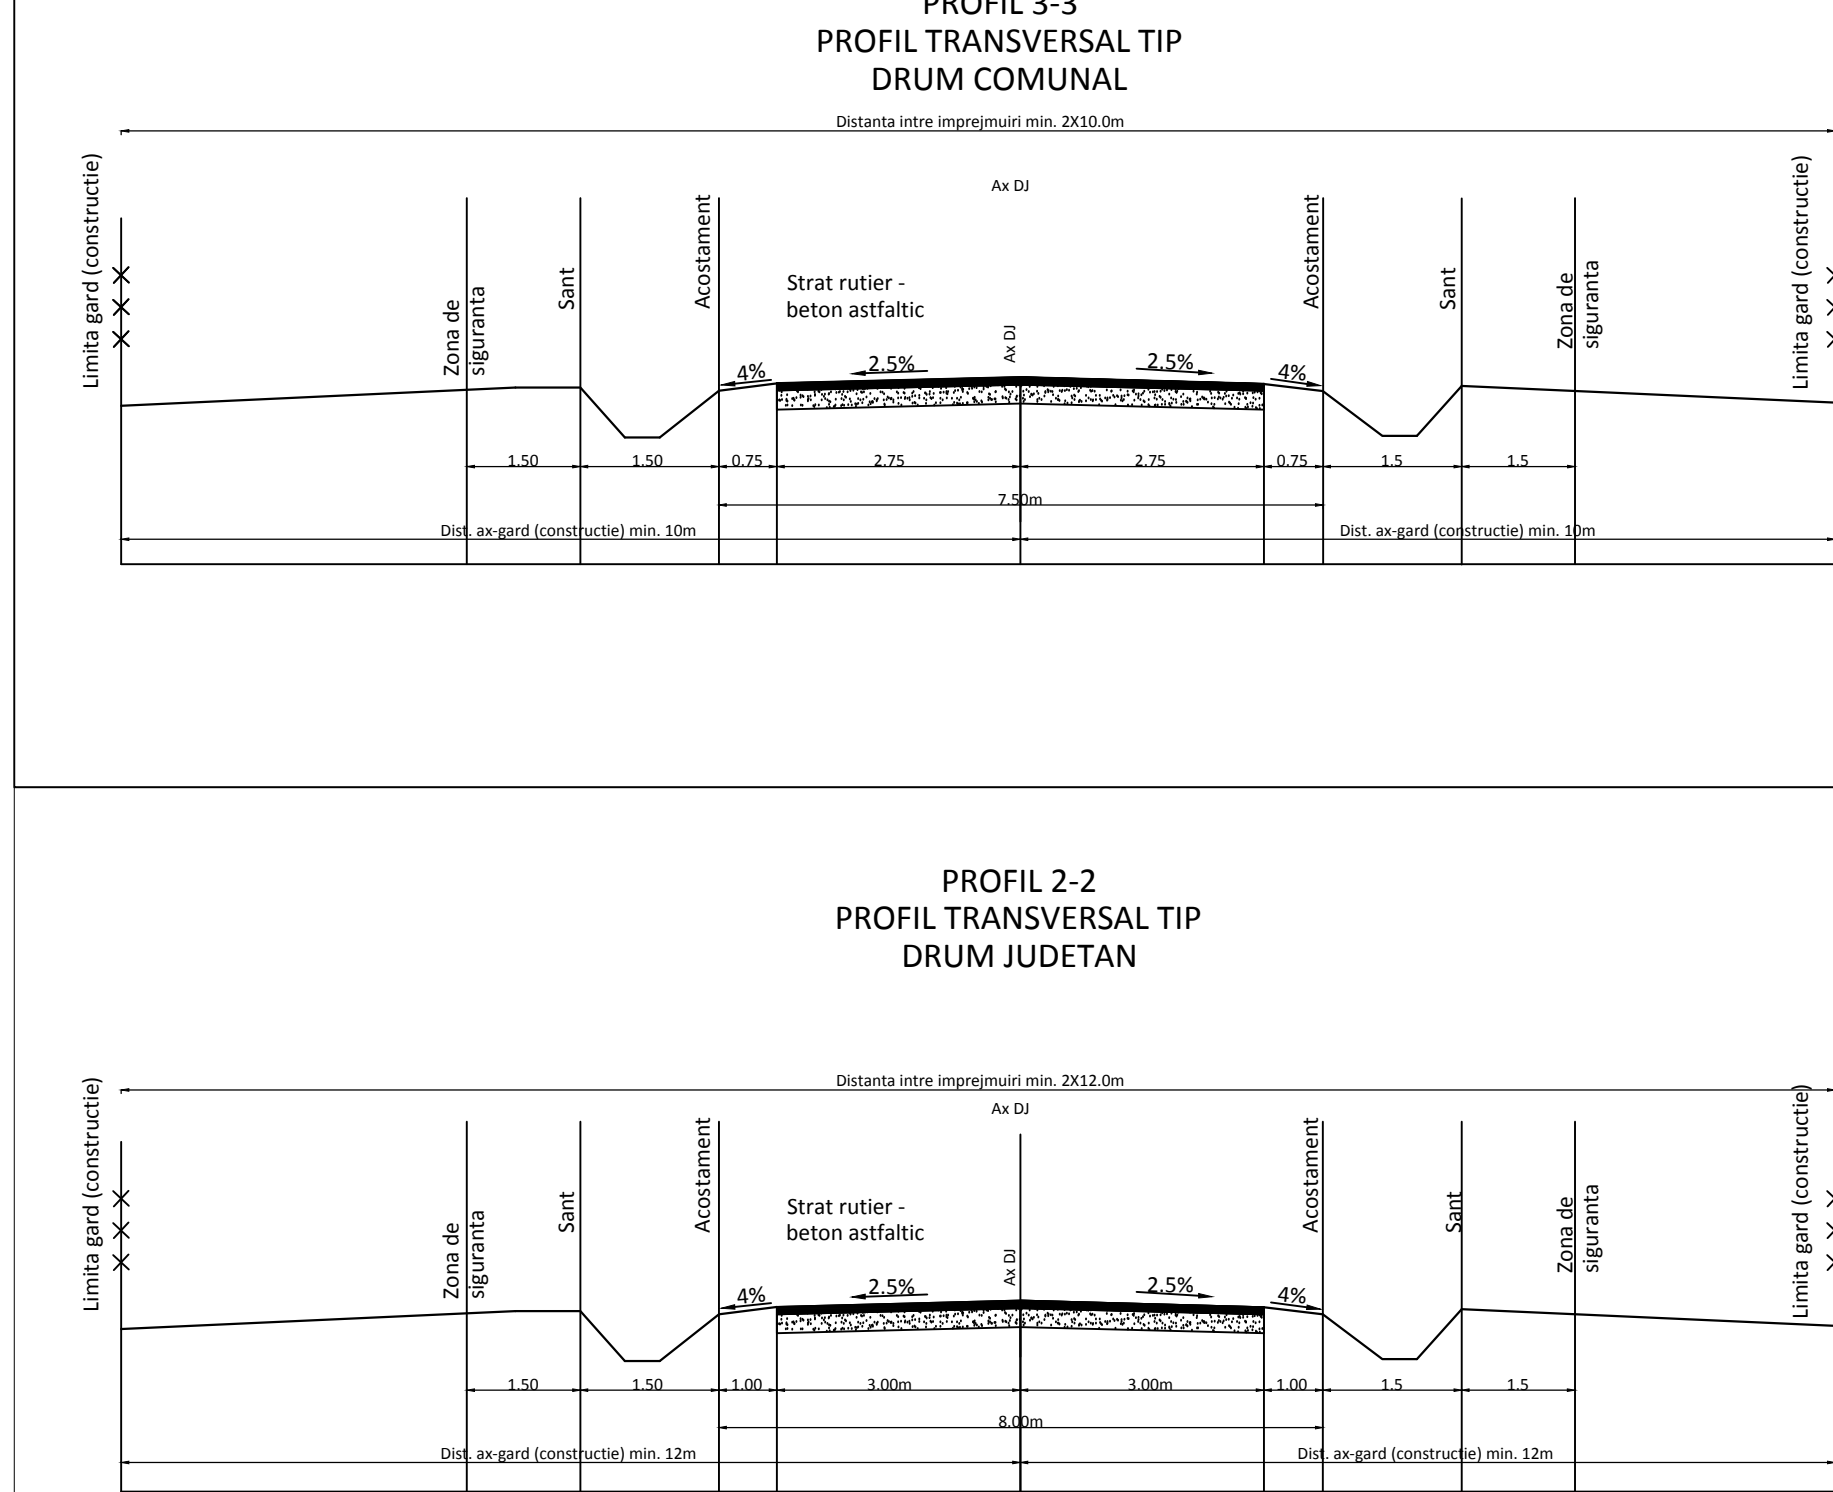 PROFIL 3-3
PROFIL TRANSVERSAL TIP
DRUM COMUNAL
Distanta intre imprejmuiri min. 2X10.0m
Ax DJ
Limita gard (constructie)
Zona de
siguranta
Sant
Acostament
Strat rutier -
beton astfaltic
Ax DJ
Acostament
Sant
Zona de
siguranta
Limita gard (constructie)
4%
2.5%
2.5%
4%
1.50
1.50
0.75
2.75
2.75
0.75
1.5
1.5
7.50m
Dist. ax-gard (constructie) min. 10m
Dist. ax-gard (constructie) min. 10m
PROFIL 2-2
PROFIL TRANSVERSAL TIP
DRUM JUDETAN
Distanta intre imprejmuiri min. 2X12.0m
Ax DJ
Limita gard (constructie)
Zona de
siguranta
Sant
Acostament
Strat rutier -
beton astfaltic
Ax DJ
Acostament
Sant
Zona de
siguranta
Limita gard (constructie)
4%
2.5%
2.5%
4%
1.50
1.50
1.00
3.00m
3.00m
1.00
1.5
1.5
8.00m
Dist. ax-gard (constructie) min. 12m
Dist. ax-gard (constructie) min. 12m